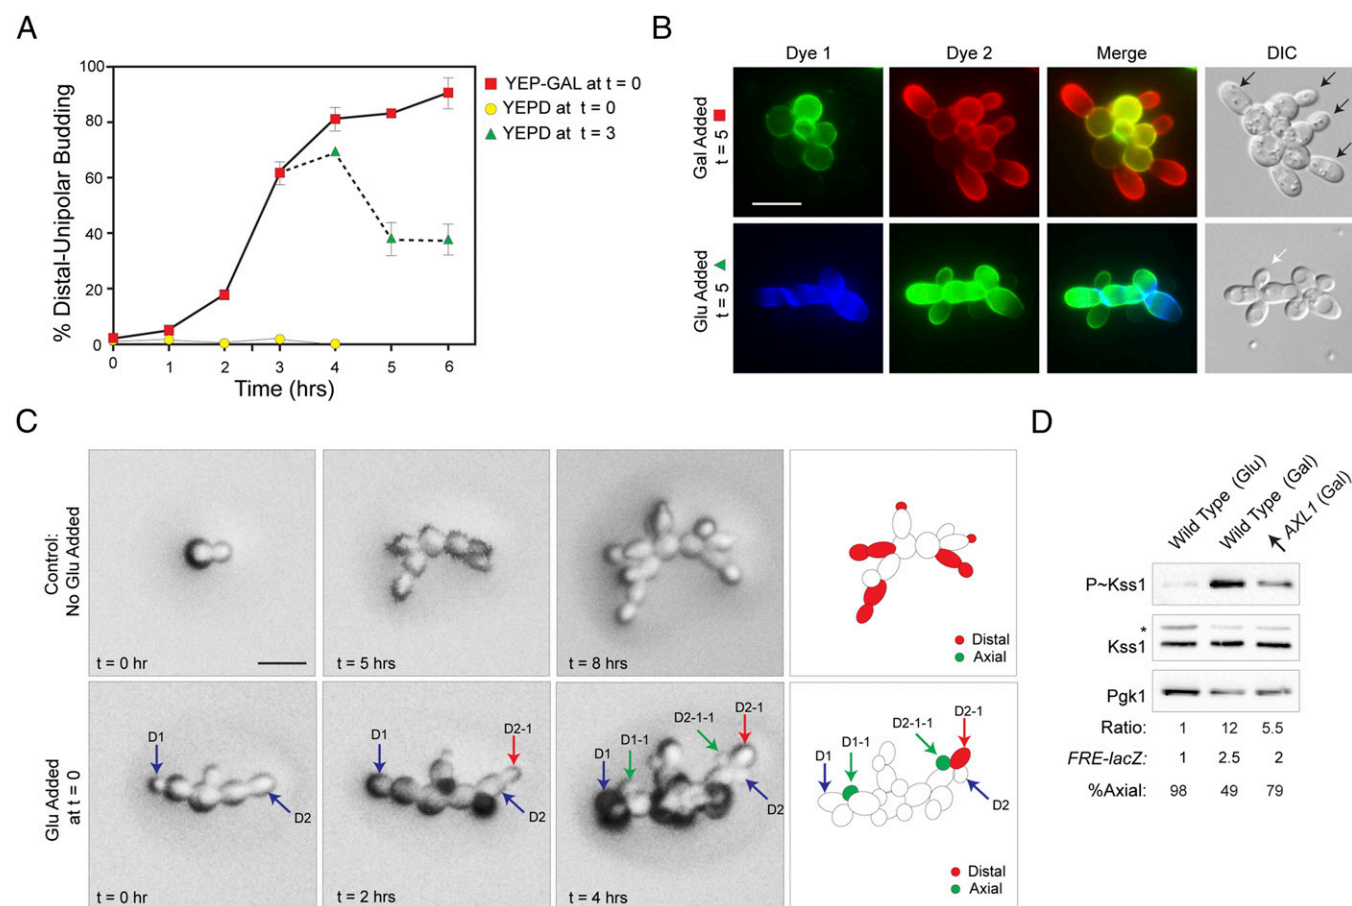 A
% Distal-Unipolar Budding
100
80
60
40
20
0
0 1 2 3 4 5 6
Time (hrs)
YEP-GAL at t = 0
YEPD at t = 0
YEPD at t = 3
B
Dye 1 Dye 2 Merge DIC
Gal Added
t = 5
Glu Added
t = 5
C
Control:
No Glu Added
t = 0 hr
t = 5 hrs
t = 8 hrs
Distal
Axial
Glu Added
at t = 0
D1
D2
t = 0 hr
D1
D2-1
D2
t = 2 hrs
D1
D1-1
D2-1-1
D2-1
D2
t = 4 hrs
D1
D1-1
D2-1-1
D2-1
D2
Distal
Axial
D
Wild Type (Glu)
Wild Type (Gal)
AXL1 (Gal)
P~Kss1
*
Kss1
Pgk1
Ratio: 1 12 5.5
FRE-lacZ: 1 2.5 2
%Axial: 98 49 79